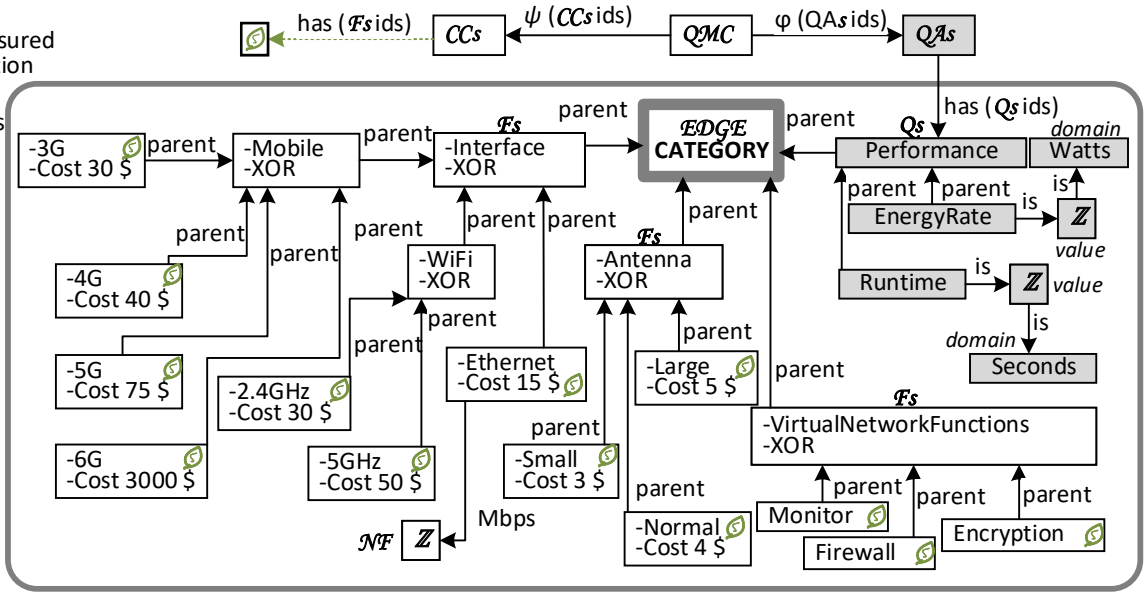 sured
tion
s
has (Fs ids)
CCs
ψ (CCs ids)
QMC
φ (QAs ids)
QAs
has (Qs ids)
parent
EDGE
CATEGORY
parent
Qs
Performance
domain
Watts
-3G
-Cost 30 $
parent
-Mobile
-XOR
parent
Fs
-Interface
-XOR
parent
parent
is
EnergyRate
is
ℤ
value
parent
parent
parent
parent
parent
parent
Fs
-Antenna
-XOR
parent
-WiFi
-XOR
-4G
-Cost 40 $
Runtime
is
ℤ
value
is
domain
Seconds
parent
parent
-5G
-Cost 75 $
-2.4GHz
-Cost 30 $
-Ethernet
-Cost 15 $
-Large
-Cost 5 $
parent
parent
Fs
-VirtualNetworkFunctions
-XOR
-6G
-Cost 3000 $
-5GHz
-Cost 50 $
parent
-Small
-Cost 3 $
parent
parent
parent
parent
Mbps
NF
ℤ
-Normal
-Cost 4 $
Monitor
Firewall
Encryption